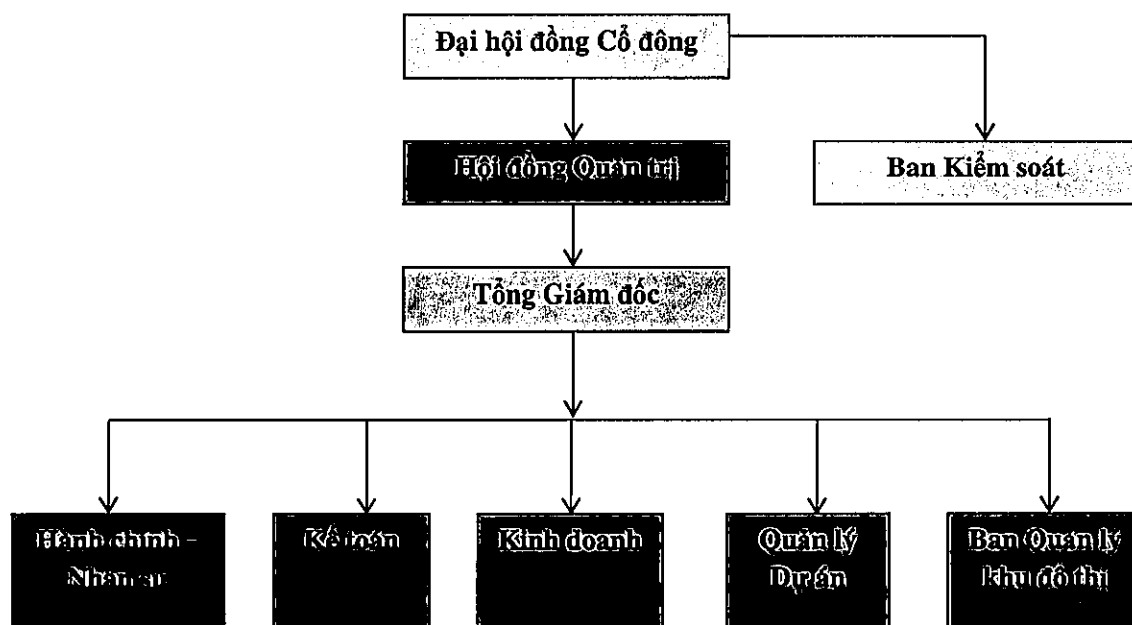 Đại hội đồng Cổ đông
Hội đồng Quản trị
Ban Kiểm soát
Tổng Giám đốc
Hành chính –
Nhân sự
Kế toán
Kinh doanh
Quản lý
Dự án
Ban Quản lý
khu đô thị